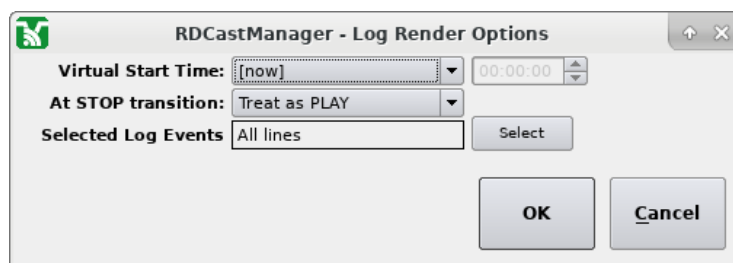 RDCastManager - Log Render Options
Virtual Start Time: [now] 00:00:00
At STOP transition: Treat as PLAY
Selected Log Events All lines Select
OK Cancel